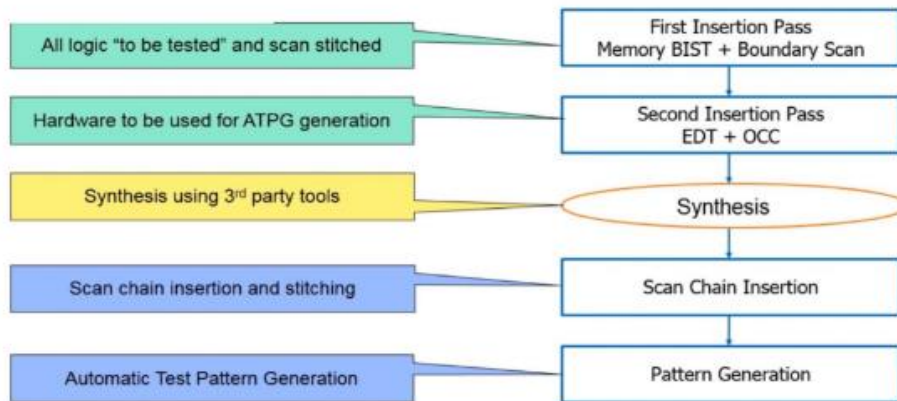 All logic “to be tested” and scan stitched
First Insertion Pass
Memory BIST + Boundary Scan
Hardware to be used for ATPG generation
Second Insertion Pass
EDT + OCC
Synthesis using 3rd party tools
Synthesis
Scan chain insertion and stitching
Scan Chain Insertion
Automatic Test Pattern Generation
Pattern Generation